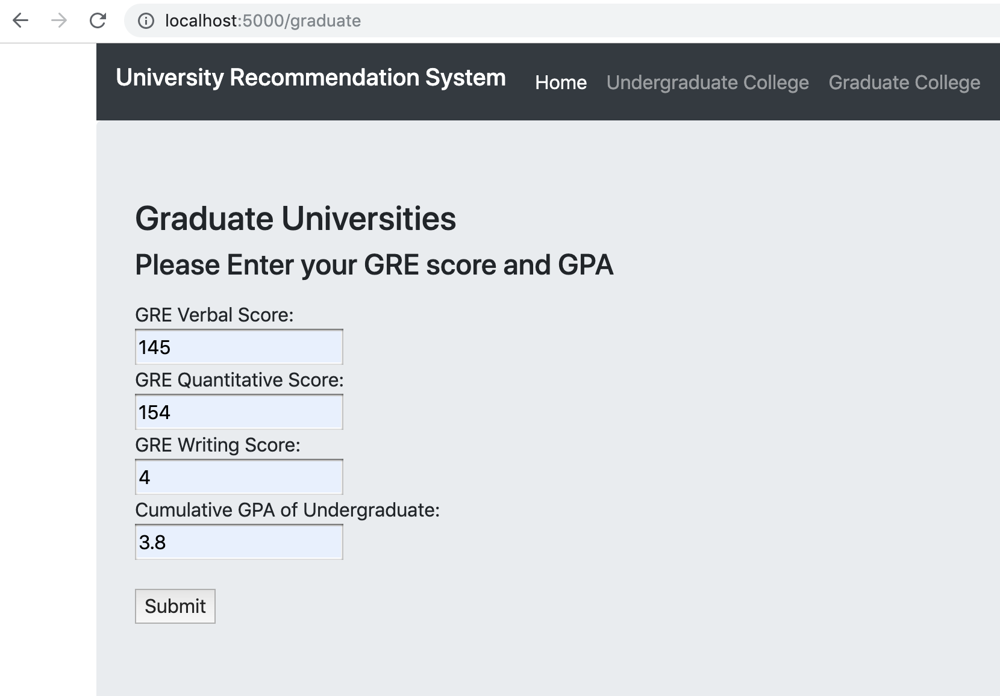 localhost:5000/graduate
University Recommendation System Home Undergraduate College Graduate College
Graduate Universities
Please Enter your GRE score and GPA
GRE Verbal Score:
145
GRE Quantitative Score:
154
GRE Writing Score:
4
Cumulative GPA of Undergraduate:
3.8
Submit